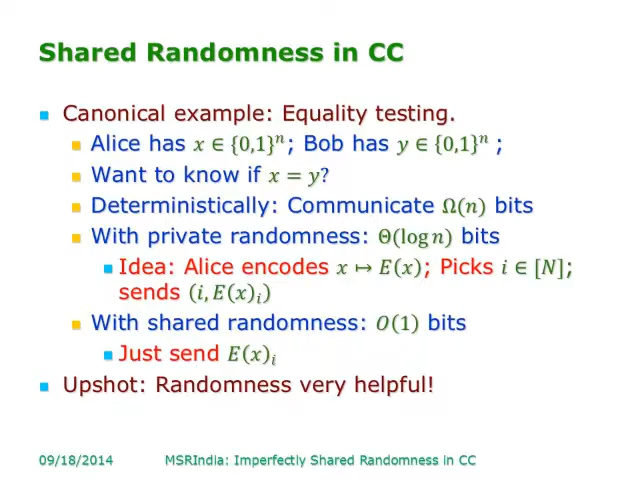 Shared Randomness in CC
Canonical example: Equality testing.
Alice has 𝑥 ∈ {0,1}ⁿ; Bob has 𝑦 ∈ {0,1}ⁿ ;
Want to know if 𝑥 = 𝑦?
Deterministically: Communicate Ω(𝑛) bits
With private randomness: Θ(log 𝑛) bits
Idea: Alice encodes 𝑥 ↦ 𝐸(𝑥); Picks 𝑖 ∈ [𝑁];
sends (𝑖, 𝐸(𝑥)ᵢ)
With shared randomness: 𝑂(1) bits
Just send 𝐸(𝑥)ᵢ
Upshot: Randomness very helpful!
09/18/2014 MSRIndia: Imperfectly Shared Randomness in CC